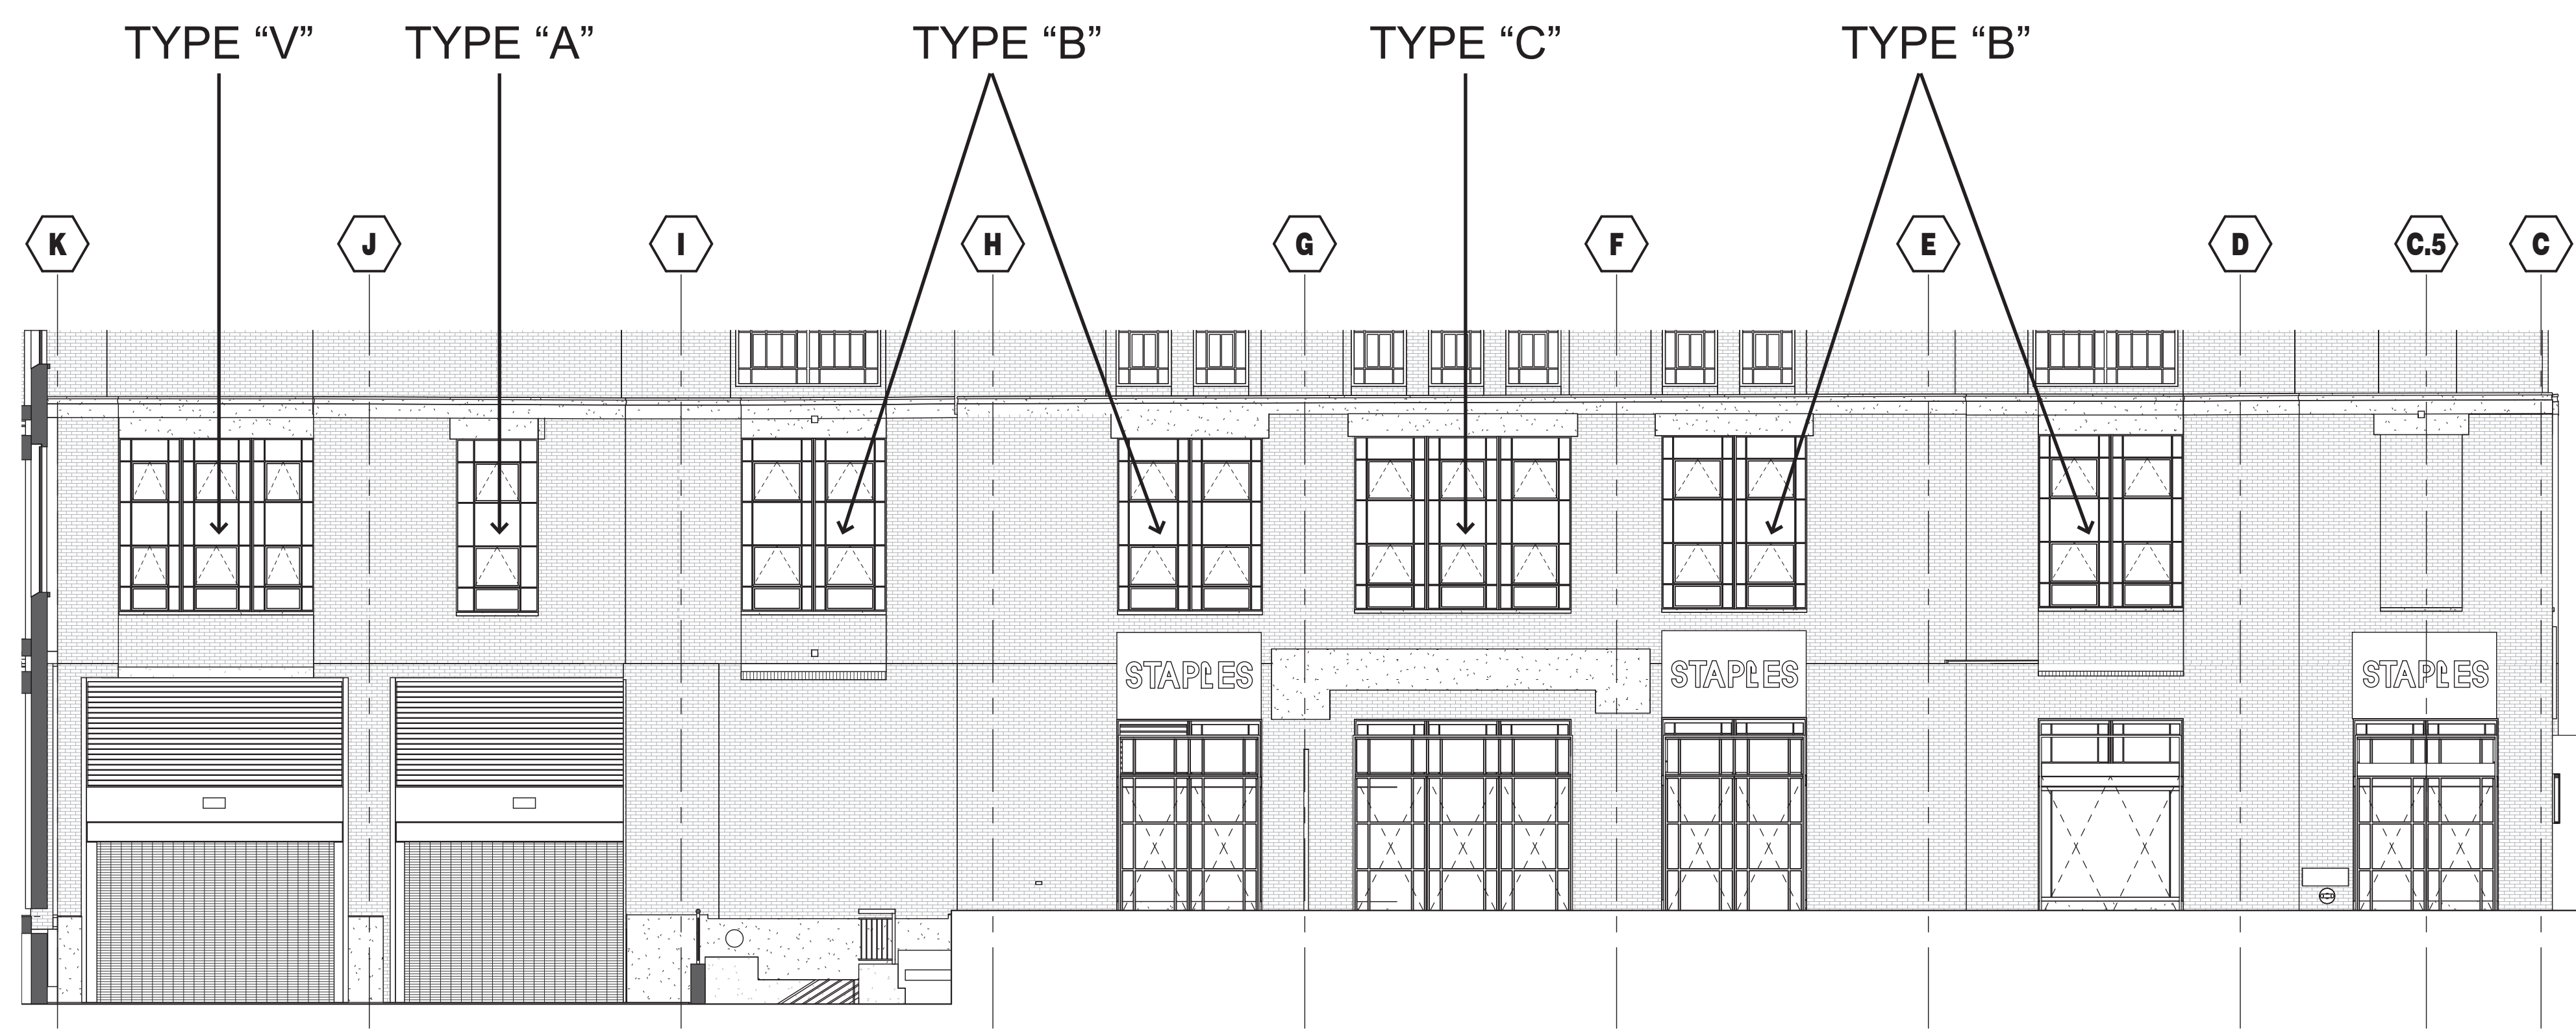 TYPE “V” TYPE “A” TYPE “B” TYPE “C” TYPE “B”
K J I H G F E D C.5 C
STAPLES STAPLES STAPLES